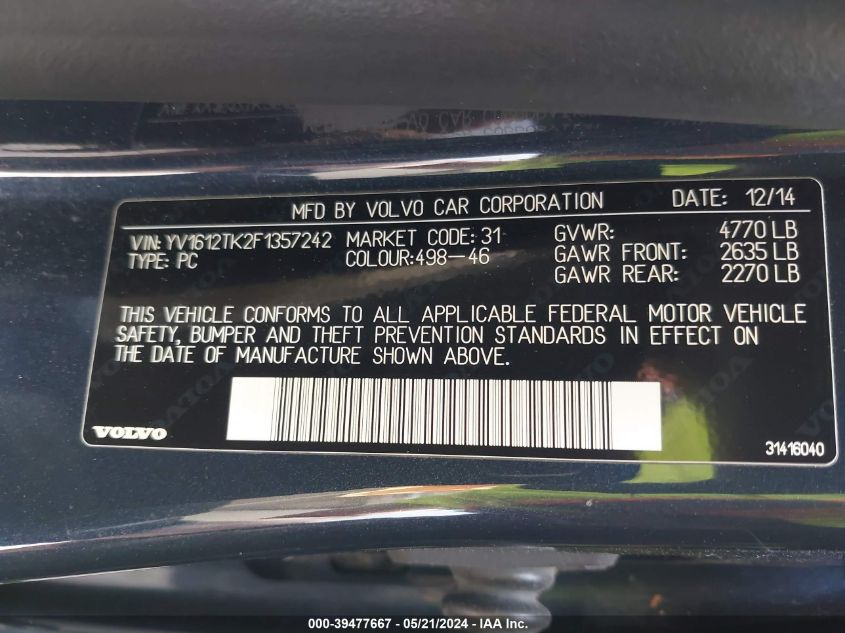 MFD BY VOLVO CAR CORPORATION DATE: 12/14
VIN: YV1612TK2F1357242 MARKET CODE: 31 GVWR: 4770 LB
TYPE: PC COLOUR:498-46 GAWR FRONT: 2635 LB
GAWR REAR: 2270 LB
THIS VEHICLE CONFORMS TO ALL APPLICABLE FEDERAL MOTOR VEHICLE
SAFETY, BUMPER AND THEFT PREVENTION STANDARDS IN EFFECT ON
THE DATE OF MANUFACTURE SHOWN ABOVE.
VOLVO
31416040
000-39477667 - 05/21/2024 - IAA Inc.